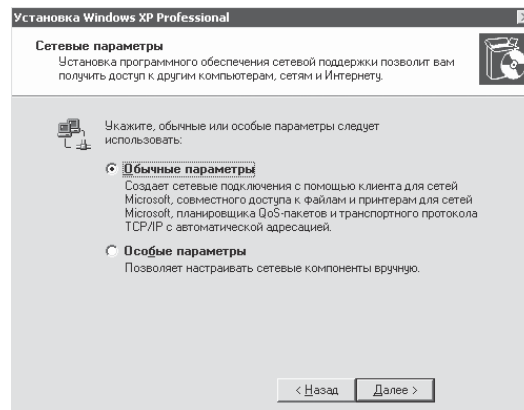 Установка Windows XP Professional
Сетевые параметры
Установка программного обеспечения сетевой поддержки позволит вам
получить доступ к другим компьютерам, сетям и Интернету.
Укажите, обычные или особые параметры следует
использовать:
Обычные параметры
Создает сетевые подключения с помощью клиента для сетей
Microsoft, совместного доступа к файлам и принтерам для сетей
Microsoft, планировщика QoS-пакетов и транспортного протокола
TCP/IP с автоматической адресацией.
Особые параметры
Позволяет настраивать сетевые компоненты вручную.
< Назад Далее >